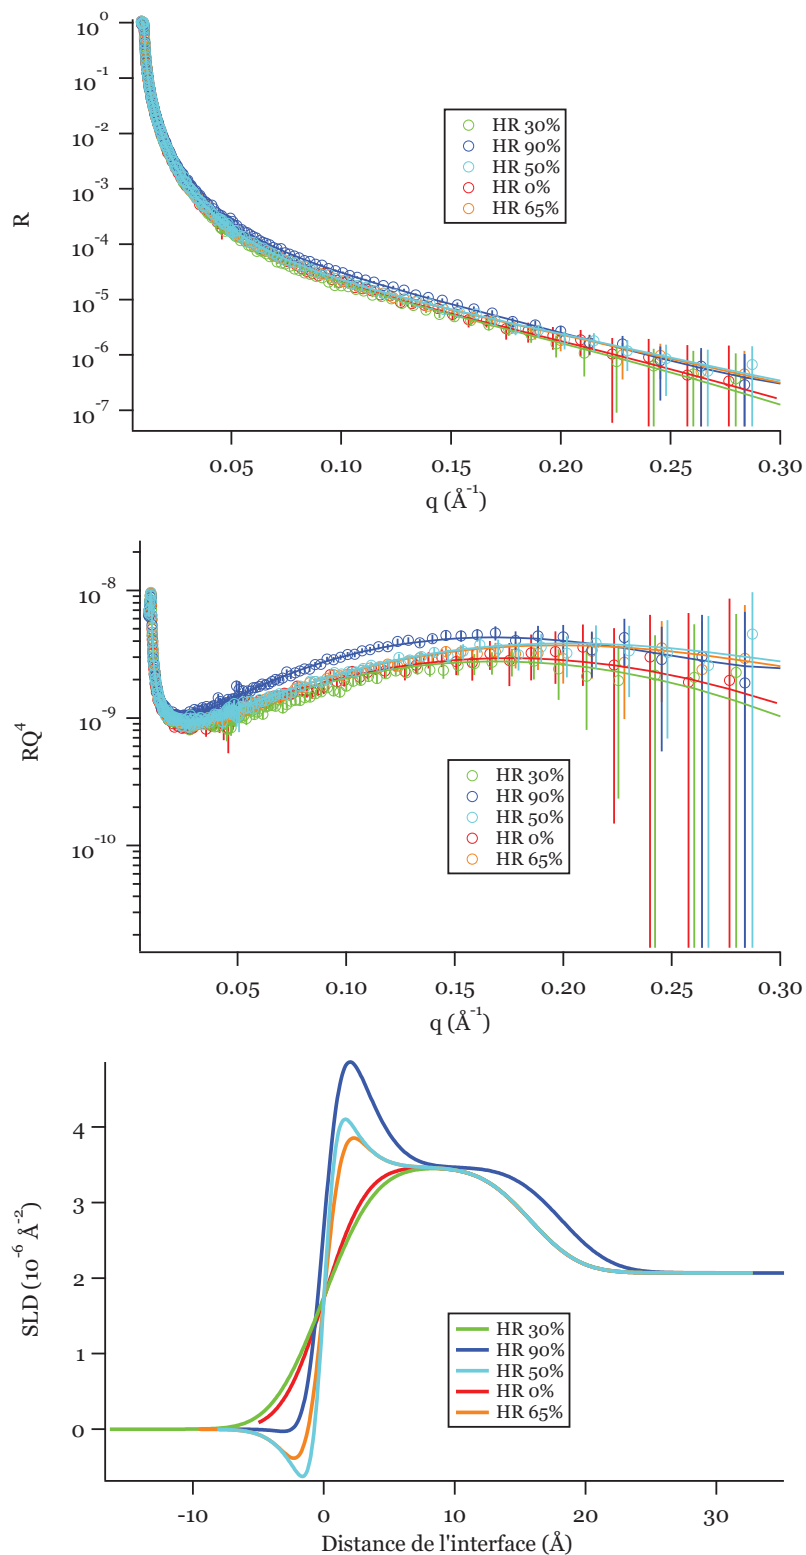 10⁰
10⁻¹
10⁻²
10⁻³
10⁻⁴
10⁻⁵
10⁻⁶
10⁻⁷
R
HR 30%
HR 90%
HR 50%
HR 0%
HR 65%
0.05 0.10 0.15 0.20 0.25 0.30
q (Å⁻¹)
10⁻⁸
10⁻⁹
10⁻¹⁰
RQ⁴
HR 30%
HR 90%
HR 50%
HR 0%
HR 65%
0.05 0.10 0.15 0.20 0.25 0.30
q (Å⁻¹)
4
3
2
1
0
SLD (10⁻⁶ Å⁻²)
HR 30%
HR 90%
HR 50%
HR 0%
HR 65%
-10 0 10 20 30
Distance de l'interface (Å)